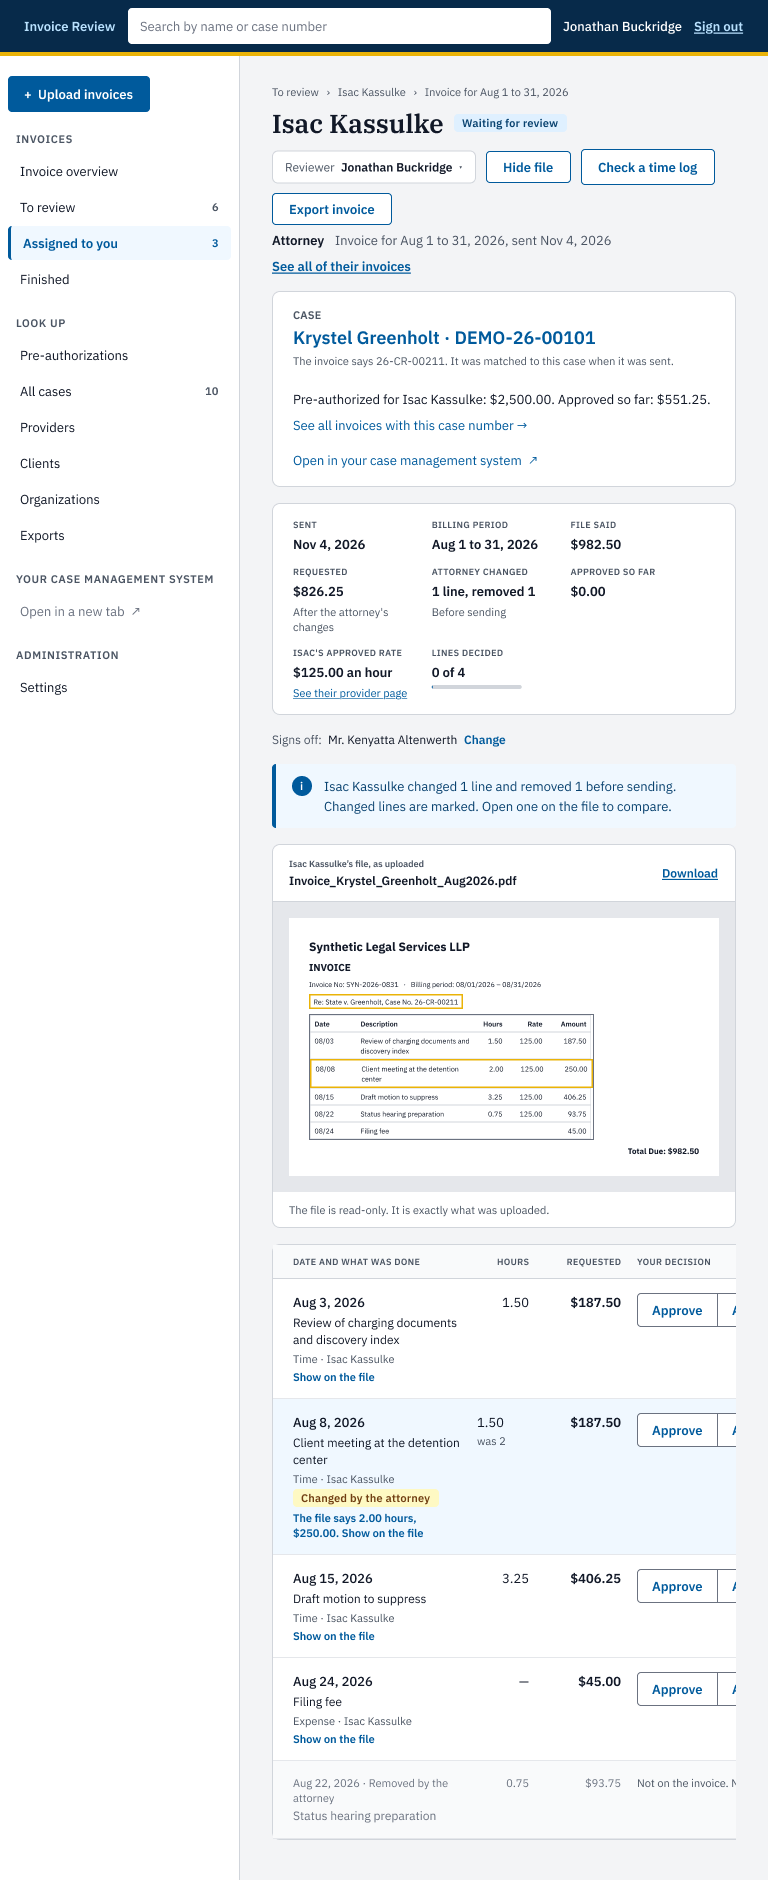 Invoice Review
Search by name or case number
Jonathan Buckridge
Sign out
+ Upload invoices
INVOICES
Invoice overview
To review 6
Assigned to you 3
Finished
LOOK UP
Pre-authorizations
All cases 10
Providers
Clients
Organizations
Exports
YOUR CASE MANAGEMENT SYSTEM
Open in a new tab ↗
ADMINISTRATION
Settings
To review › Isac Kassulke › Invoice for Aug 1 to 31, 2026
Isac Kassulke Waiting for review
Reviewer Jonathan Buckridge ·
Hide file
Check a time log
Export invoice
Attorney Invoice for Aug 1 to 31, 2026, sent Nov 4, 2026
See all of their invoices
CASE
Krystel Greenholt · DEMO-26-00101
The invoice says 26-CR-00211. It was matched to this case when it was sent.
Pre-authorized for Isac Kassulke: $2,500.00. Approved so far: $551.25.
See all invoices with this case number →
Open in your case management system ↗
SENT BILLING PERIOD FILE SAID
Nov 4, 2026 Aug 1 to 31, 2026 $982.50
REQUESTED ATTORNEY CHANGED APPROVED SO FAR
$826.25 1 line, removed 1 $0.00
After the attorney's Before sending
changes
ISAC'S APPROVED RATE LINES DECIDED
$125.00 an hour 0 of 4
See their provider page
Signs off: Mr. Kenyatta Altenwerth Change
i
Isac Kassulke changed 1 line and removed 1 before sending.
Changed lines are marked. Open one on the file to compare.
Isac Kassulke's file, as uploaded
Invoice_Krystel_Greenholt_Aug2026.pdf
Download
Synthetic Legal Services LLP
INVOICE
Invoice No: SYN-2026-0831 · Billing period: 08/01/2026 – 08/31/2026
Re: State v. Greenholt, Case No. 26-CR-00211
Date Description Hours Rate Amount
08/03 Review of charging documents and 1.50 125.00 187.50
discovery index
08/08 Client meeting at the detention 2.00 125.00 250.00
center
08/15 Draft motion to suppress 3.25 125.00 406.25
08/22 Status hearing preparation 0.75 125.00 93.75
08/24 Filing fee 45.00
Total Due: $982.50
The file is read-only. It is exactly what was uploaded.
DATE AND WHAT WAS DONE HOURS REQUESTED YOUR DECISION
Aug 3, 2026 1.50 $187.50 Approve
Review of charging documents
and discovery index
Time · Isac Kassulke
Show on the file
Aug 8, 2026 1.50 $187.50 Approve
Client meeting at the detention was 2
center
Time · Isac Kassulke
Changed by the attorney
The file says 2.00 hours,
$250.00. Show on the file
Aug 15, 2026 3.25 $406.25 Approve
Draft motion to suppress
Time · Isac Kassulke
Show on the file
Aug 24, 2026 — $45.00 Approve
Filing fee
Expense · Isac Kassulke
Show on the file
Aug 22, 2026 · Removed by the 0.75 $93.75 Not on the invoice.
attorney
Status hearing preparation